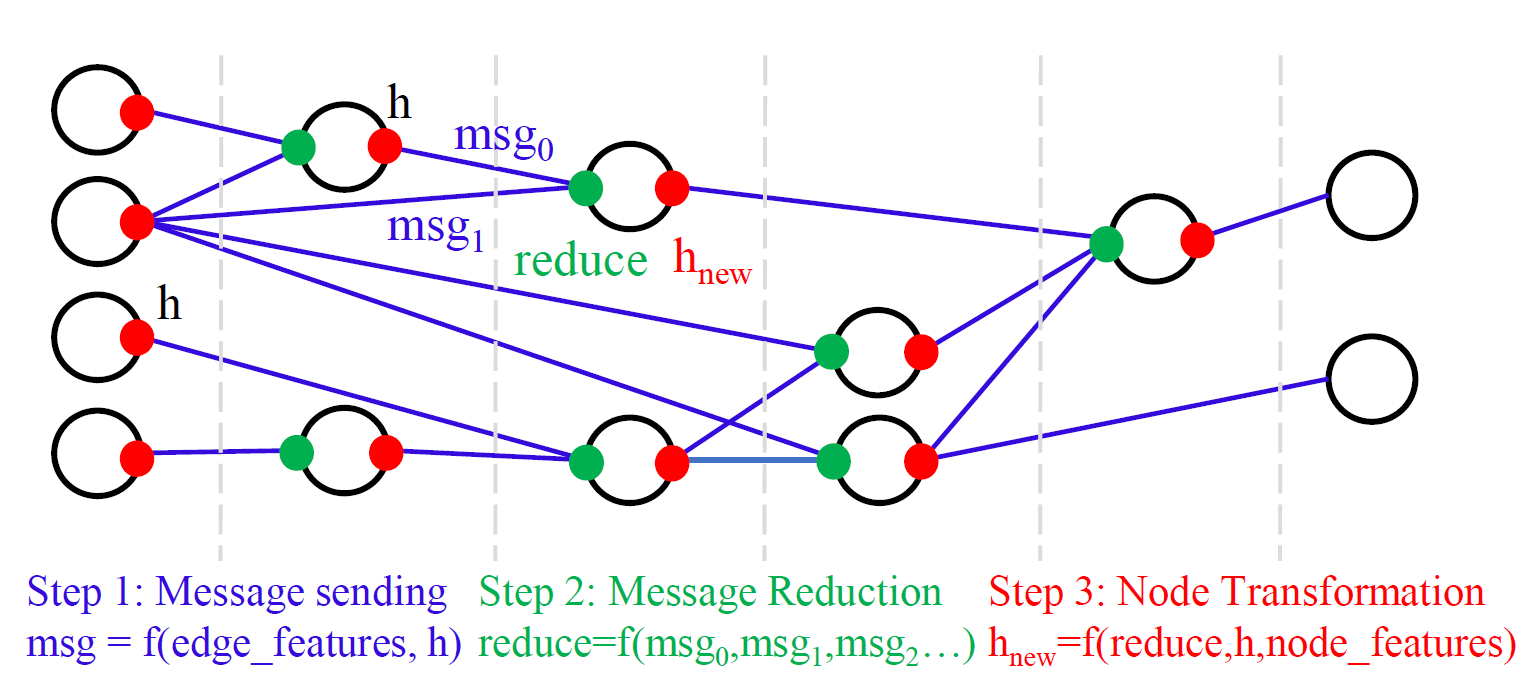 h
msg0
msg1
reduce hnew
h
Step 1: Message sending Step 2: Message Reduction Step 3: Node Transformation
msg = f(edge_features, h) reduce=f(msg0,msg1,msg2…) hnew=f(reduce,h,node_features)